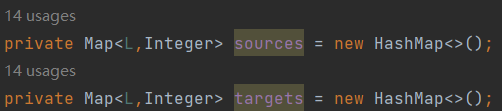 14 usages
private Map<L,Integer> sources = new HashMap<>();
14 usages
private Map<L,Integer> targets = new HashMap<>();